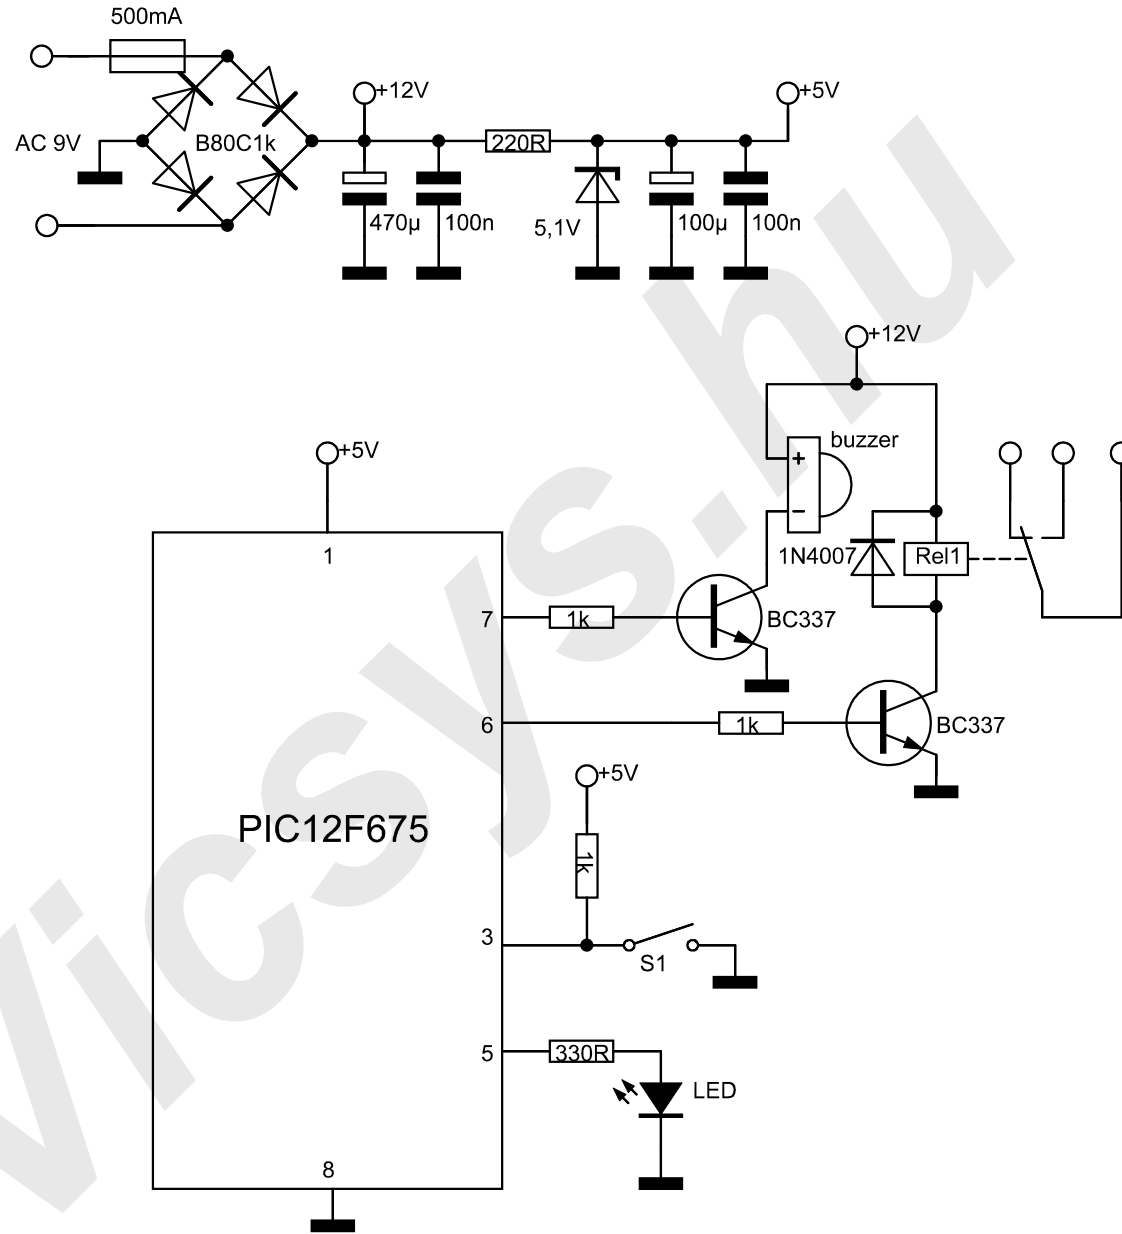 500mA
+12V
+5V
AC 9V
B80C1k
220R
470µ
100n
5,1V
100µ
100n
+12V
buzzer
+
−
+5V
1
1N4007
Rel1
7
1k
BC337
6
1k
BC337
+5V
PIC12F675
1k
3
S1
5
330R
LED
8
Vicsys.hu